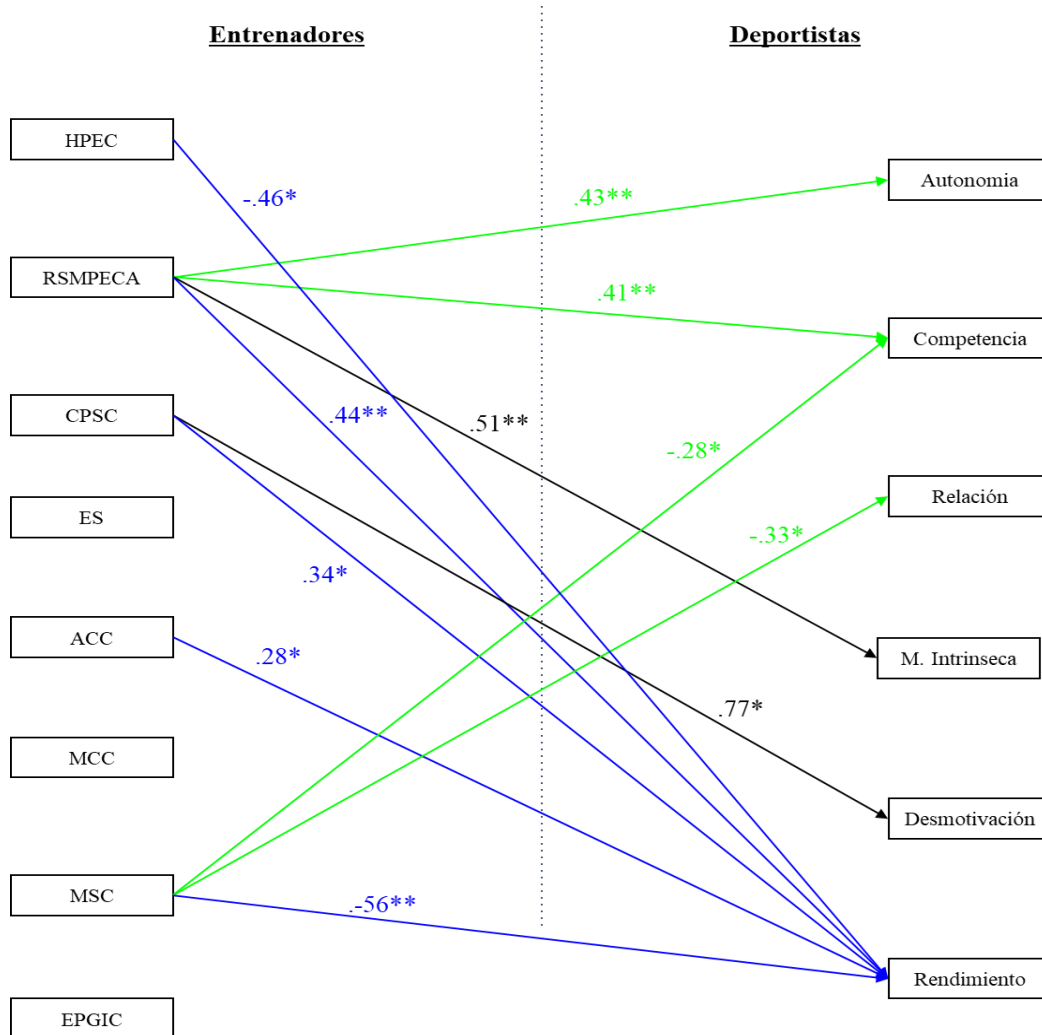 Entrenadores
Deportistas
HPEC
Autonomia
-.46*
.43**
RSMPECA
.41**
Competencia
CPSC
.44**
.51**
-.28*
Relación
ES
-.33*
.34*
ACC
.28*
M. Intrinseca
.77*
MCC
Desmotivación
MSC
.-56**
Rendimiento
EPGIC